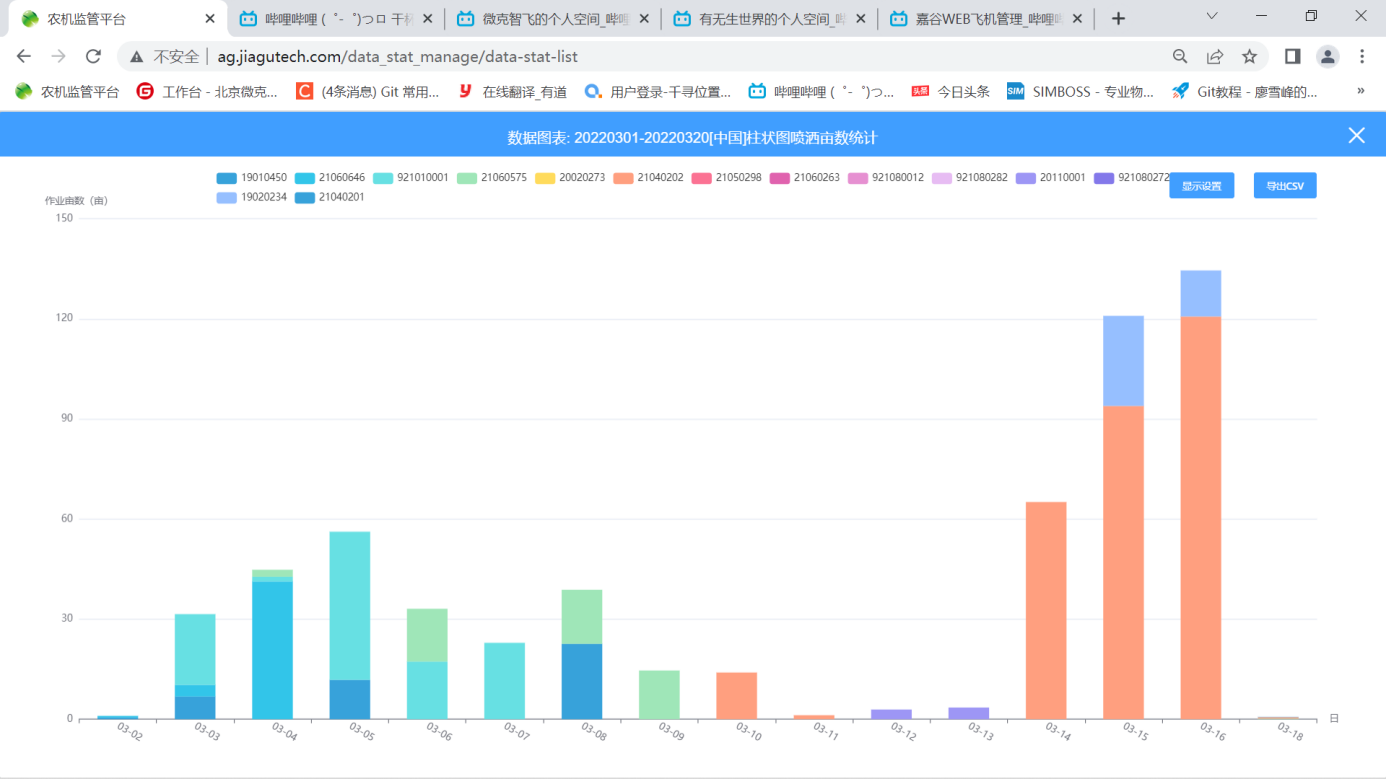 农机监管平台
哔哩哔哩 (゜-゜)つロ 干杯
微克智飞的个人空间_哔哩
有无生世界的个人空间_哔
嘉谷WEB飞机管理_哔哩哔
不安全 ag.jiagutech.com/data_stat_manage/data-stat-list
农机监管平台
工作台 - 北京微克...
(4条消息) Git 常用...
在线翻译_有道
用户登录-千寻位置...
哔哩哔哩 (゜-゜)つ...
头条 今日头条
SIM SIMBOSS - 专业物...
Git教程 - 廖雪峰的...
»
数据图表: 20220301-20220320[中国]柱状图喷洒亩数统计
19010450 21060646 921010001 21060575 20020273 21040202 21050298 21060263 921080012 921080282 20110001 921080272
19020234 21040201
显示设置
导出CSV
作业亩数（亩）
150
120
90
60
30
0
03-02 03-03 03-04 03-05 03-06 03-07 03-08 03-09 03-10 03-11 03-12 03-13 03-14 03-15 03-16 03-18
日